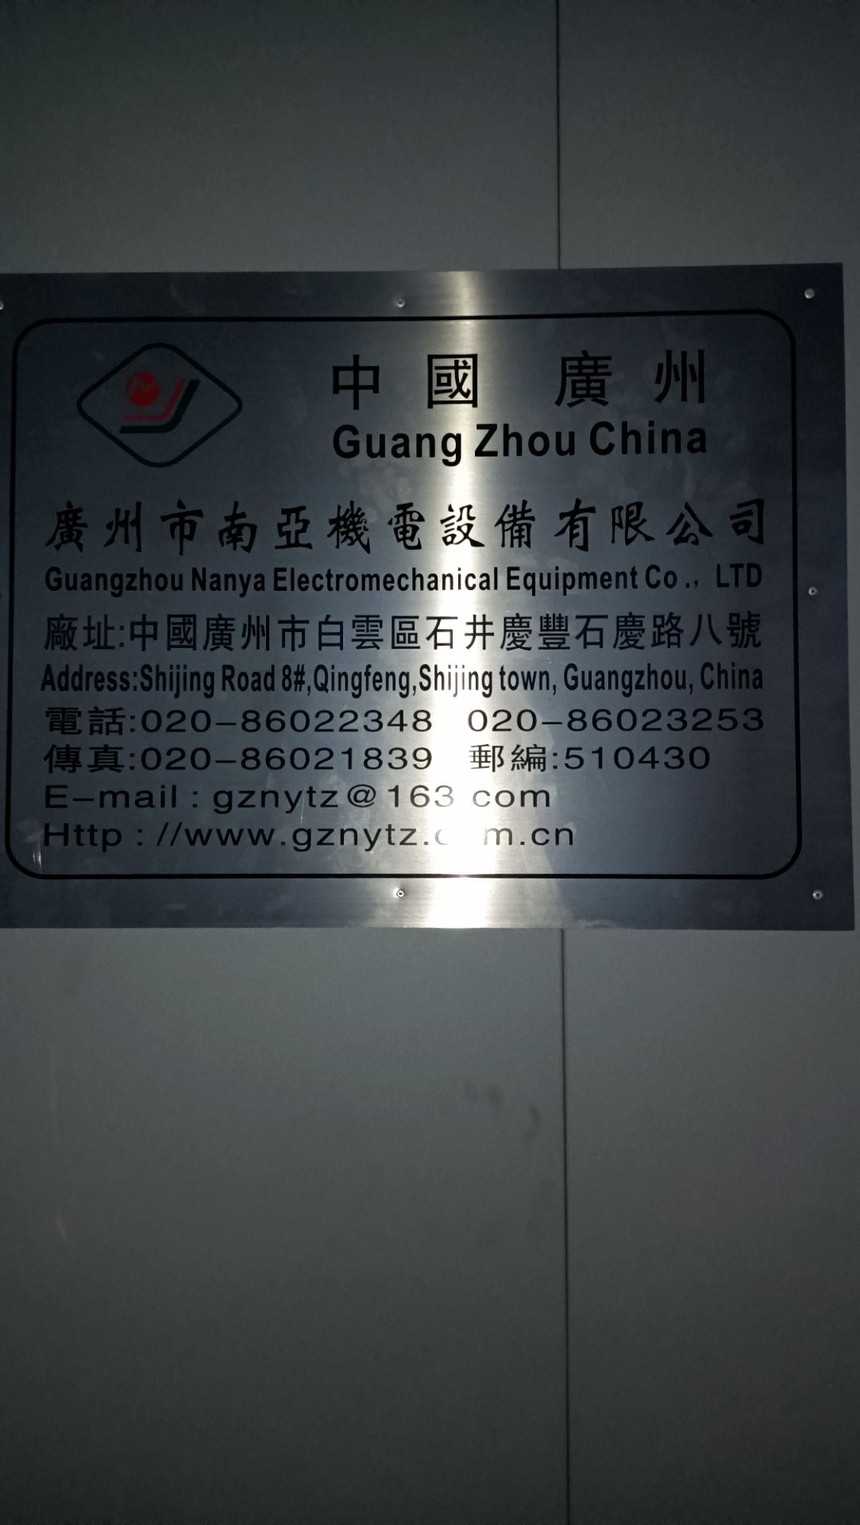 中國 廣州
Guang Zhou China
廣州市南亞機電設備有限公司
Guangzhou Nanya Electromechanical Equipment Co ., LTD
廠址:中國廣州市白雲區石井慶豐石慶路八號
Address:Shijing Road 8#,Qingfeng,Shijing town, Guangzhou, China
電話:020-86022348 020-86023253
傳真:020-86021839 郵編:510430
E-mail : gznytz@163 com
Http : //www.gznytz.com.cn